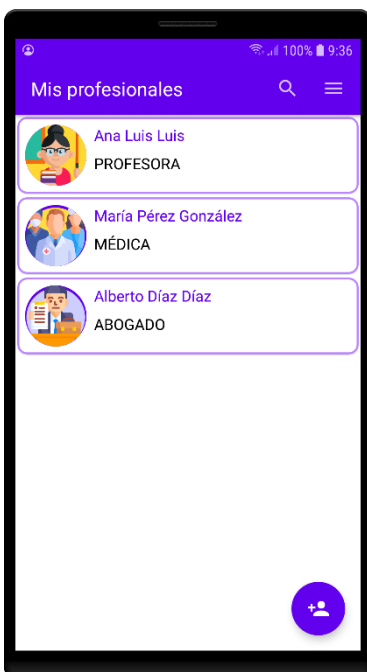 100% 9:36
Mis profesionales
Ana Luis Luis
PROFESORA
María Pérez González
MÉDICA
Alberto Díaz Díaz
ABOGADO